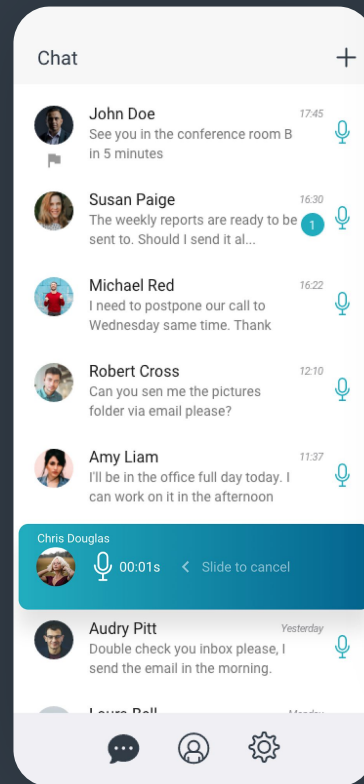 Chat
John Doe
17:45
See you in the conference room B
in 5 minutes
Susan Paige
16:30
The weekly reports are ready to be
sent to. Should I send it al...
1
Michael Red
16:22
I need to postpone our call to
Wednesday same time. Thank
Robert Cross
12:10
Can you sen me the pictures
folder via email please?
Amy Liam
11:37
I'll be in the office full day today. I
can work on it in the afternoon
Chris Douglas
00:01s
Slide to cancel
Audry Pitt
Yesterday
Double check you inbox please, I
send the email in the morning.
Laura Bell
Monday